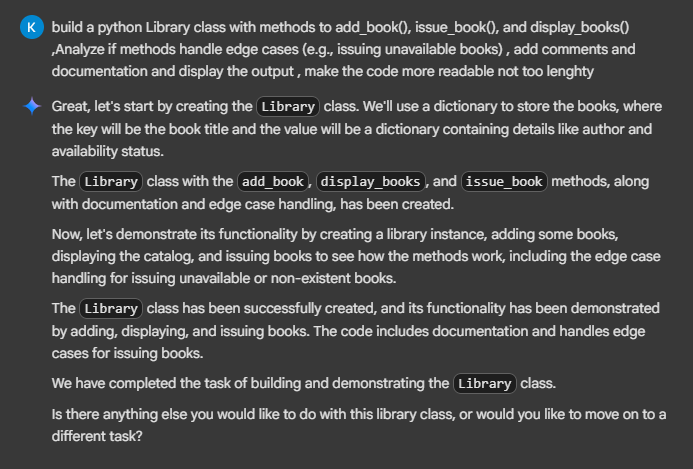 K
build a python Library class with methods to add_book(), issue_book(), and display_books()
,Analyze if methods handle edge cases (e.g., issuing unavailable books) , add comments and
documentation and display the output , make the code more readable not too lenghty
Great, let's start by creating the Library class. We'll use a dictionary to store the books, where
the key will be the book title and the value will be a dictionary containing details like author and
availability status.
The Library class with the add_book, display_books, and issue_book methods, along
with documentation and edge case handling, has been created.
Now, let's demonstrate its functionality by creating a library instance, adding some books,
displaying the catalog, and issuing books to see how the methods work, including the edge case
handling for issuing unavailable or non-existent books.
The Library class has been successfully created, and its functionality has been demonstrated
by adding, displaying, and issuing books. The code includes documentation and handles edge
cases for issuing books.
We have completed the task of building and demonstrating the Library class.
Is there anything else you would like to do with this library class, or would you like to move on to a
different task?